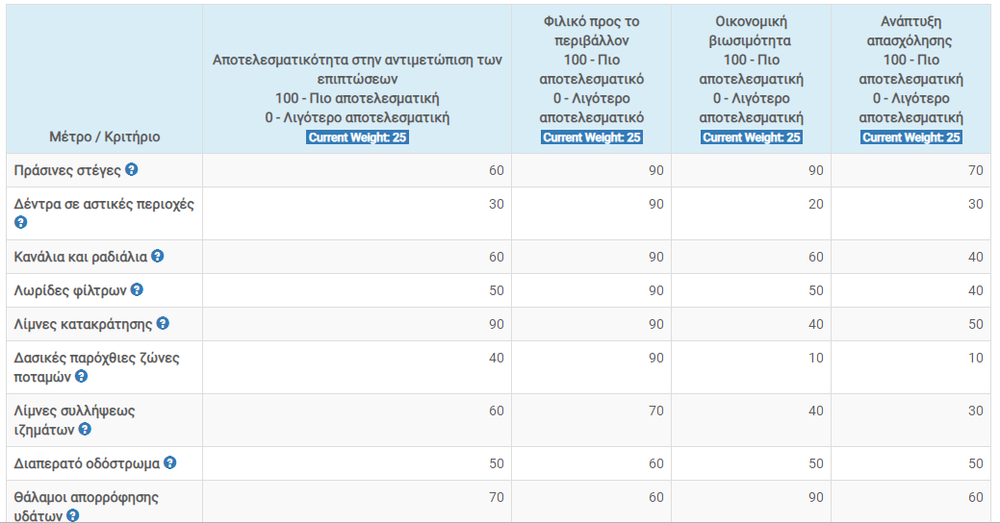 Μέτρο / Κριτήριο
Αποτελεσματικότητα στην αντιμετώπιση των
επιπτώσεων
100 - Πιο αποτελεσματική
0 - Λιγότερο αποτελεσματική
Current Weight: 25
Φιλικό προς το
περιβάλλον
100 - Πιο
αποτελεσματικό
0 - Λιγότερο
αποτελεσματικό
Current Weight: 25
Οικονομική
βιωσιμότητα
100 - Πιο
αποτελεσματική
0 - Λιγότερο
αποτελεσματική
Current Weight: 25
Ανάπτυξη
απασχόλησης
100 - Πιο
αποτελεσματική
0 - Λιγότερο
αποτελεσματική
Current Weight: 25
Πράσινες στέγες ? 60 90 90 70
Δέντρα σε αστικές περιοχές 30 90 20 30
?
Κανάλια και ραδιάλια ? 60 90 60 40
Λωρίδες φίλτρων ? 50 90 50 40
Λίμνες κατακράτησης ? 90 90 40 50
Δασικές παρόχθιες ζώνες 40 90 10 10
ποταμών ?
Λίμνες συλλήψεως 60 70 40 30
ιζημάτων ?
Διαπερατό οδόστρωμα ? 50 60 50 50
Θάλαμοι απορρόφησης 70 60 90 60
υδάτων ?